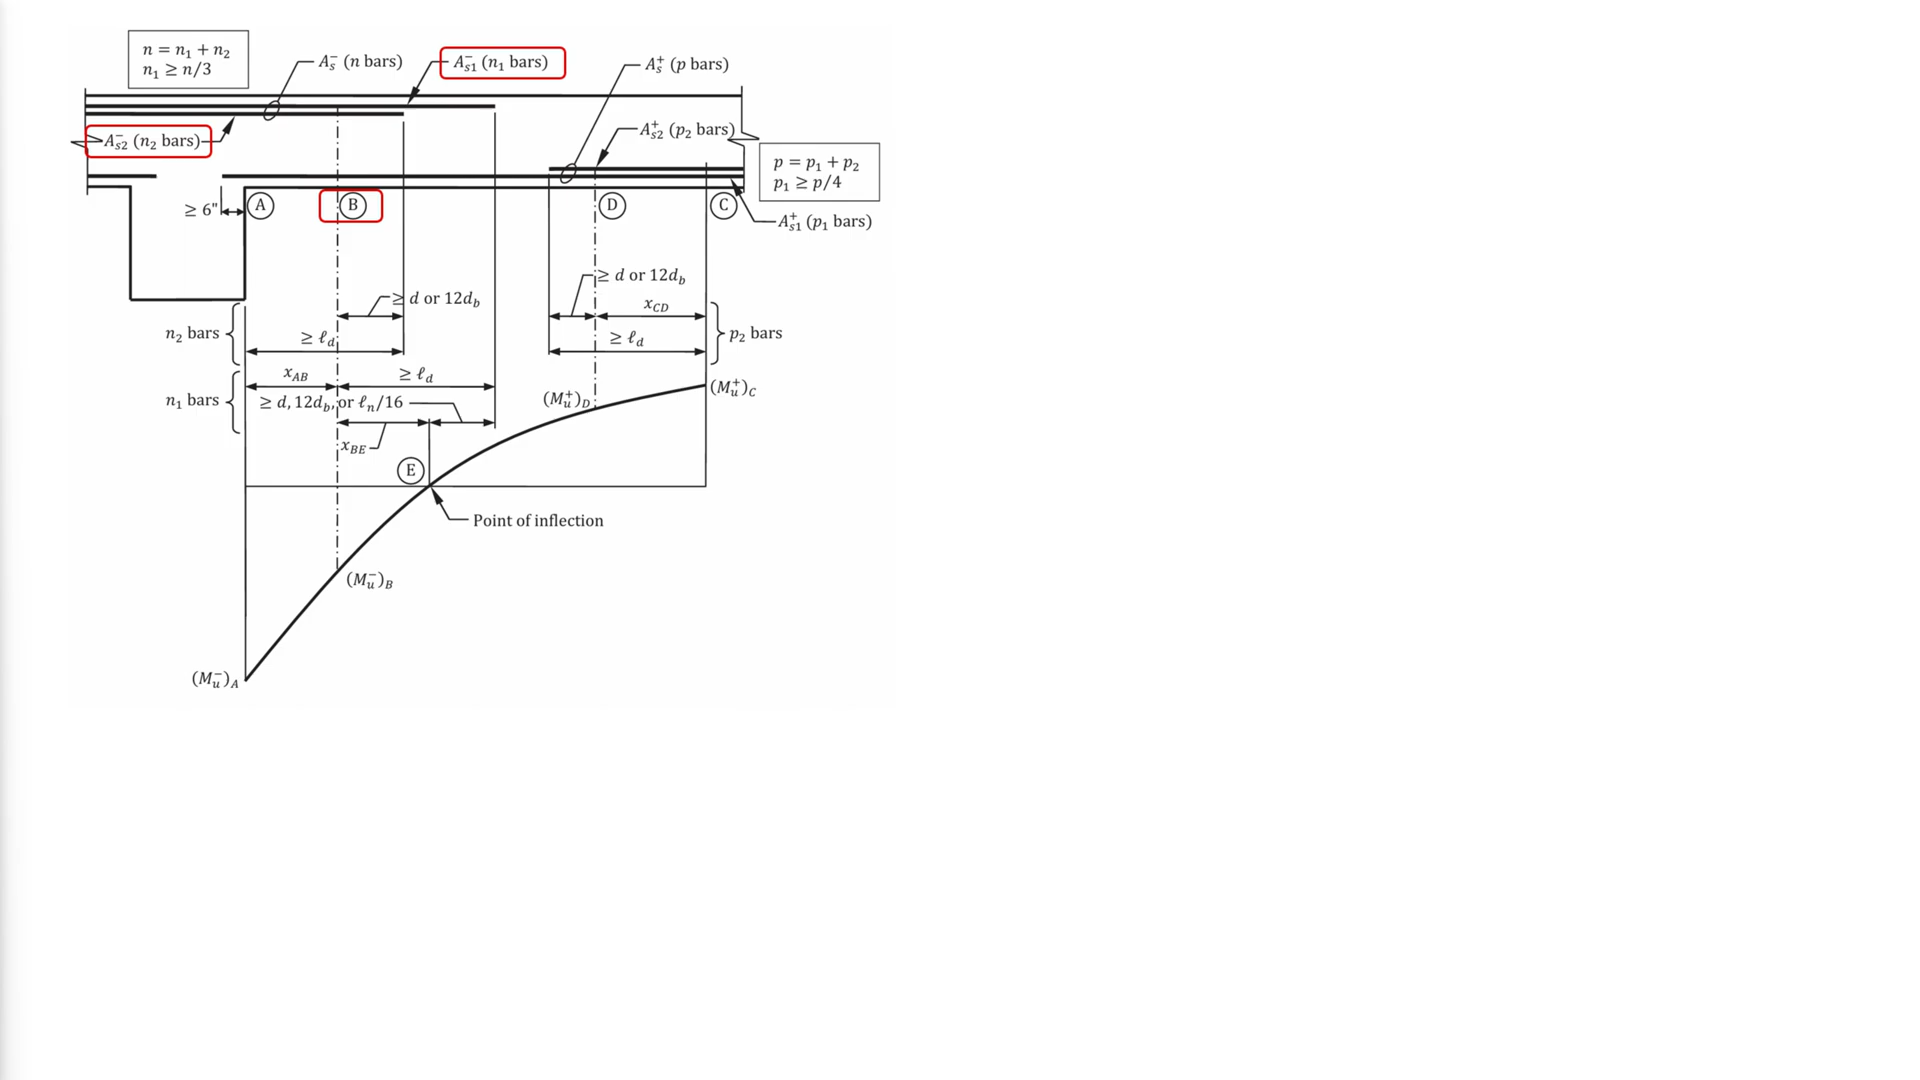 n = n₁ + n₂
n₁ ≥ n/3
A⁻ₛ (n bars)
A⁻ₛ₁ (n₁ bars)
A⁺ₛ (p bars)
A⁻ₛ₂ (n₂ bars)
A⁺ₛ₂ (p₂ bars)
p = p₁ + p₂
p₁ ≥ p/4
≥ 6"
A
B
D
C
A⁺ₛ₁ (p₁ bars)
≥ d or 12d_b
≥ d or 12d_b
x_CD
n₂ bars
≥ ℓ_d
≥ ℓ_d
p₂ bars
x_AB
≥ ℓ_d
n₁ bars
≥ d, 12d_b, or ℓₙ/16
(M⁺ᵤ)_D
(M⁺ᵤ)_C
x_BE
E
Point of inflection
(M⁻ᵤ)_B
(M⁻ᵤ)_A